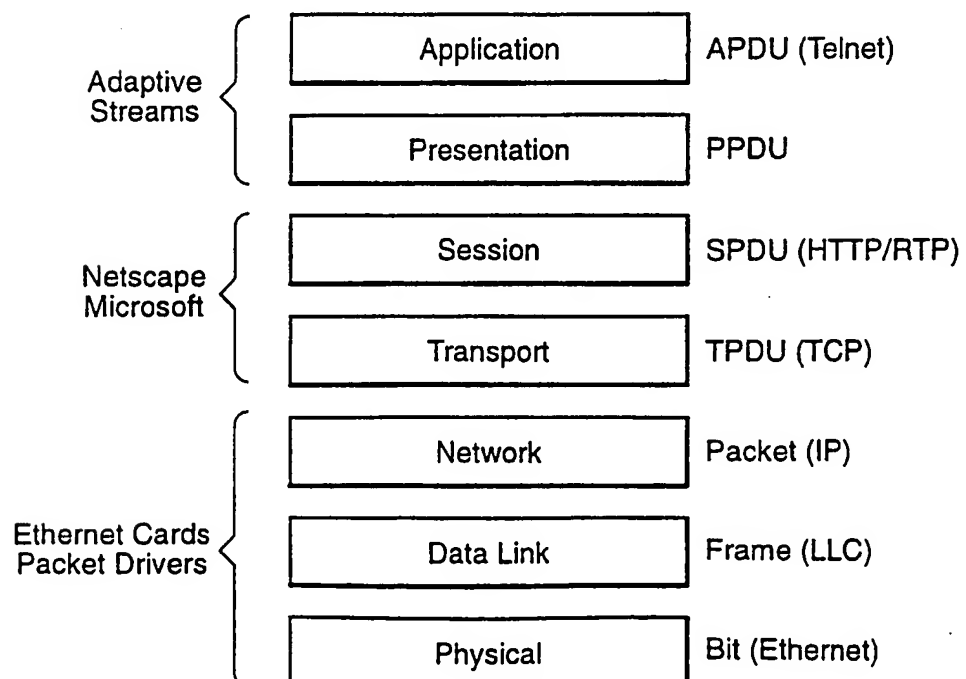 Adaptive
Streams
Application
APDU (Telnet)
Presentation
PPDU
Netscape
Microsoft
Session
SPDU (HTTP/RTP)
Transport
TPDU (TCP)
Ethernet Cards
Packet Drivers
Network
Packet (IP)
Data Link
Frame (LLC)
Physical
Bit (Ethernet)